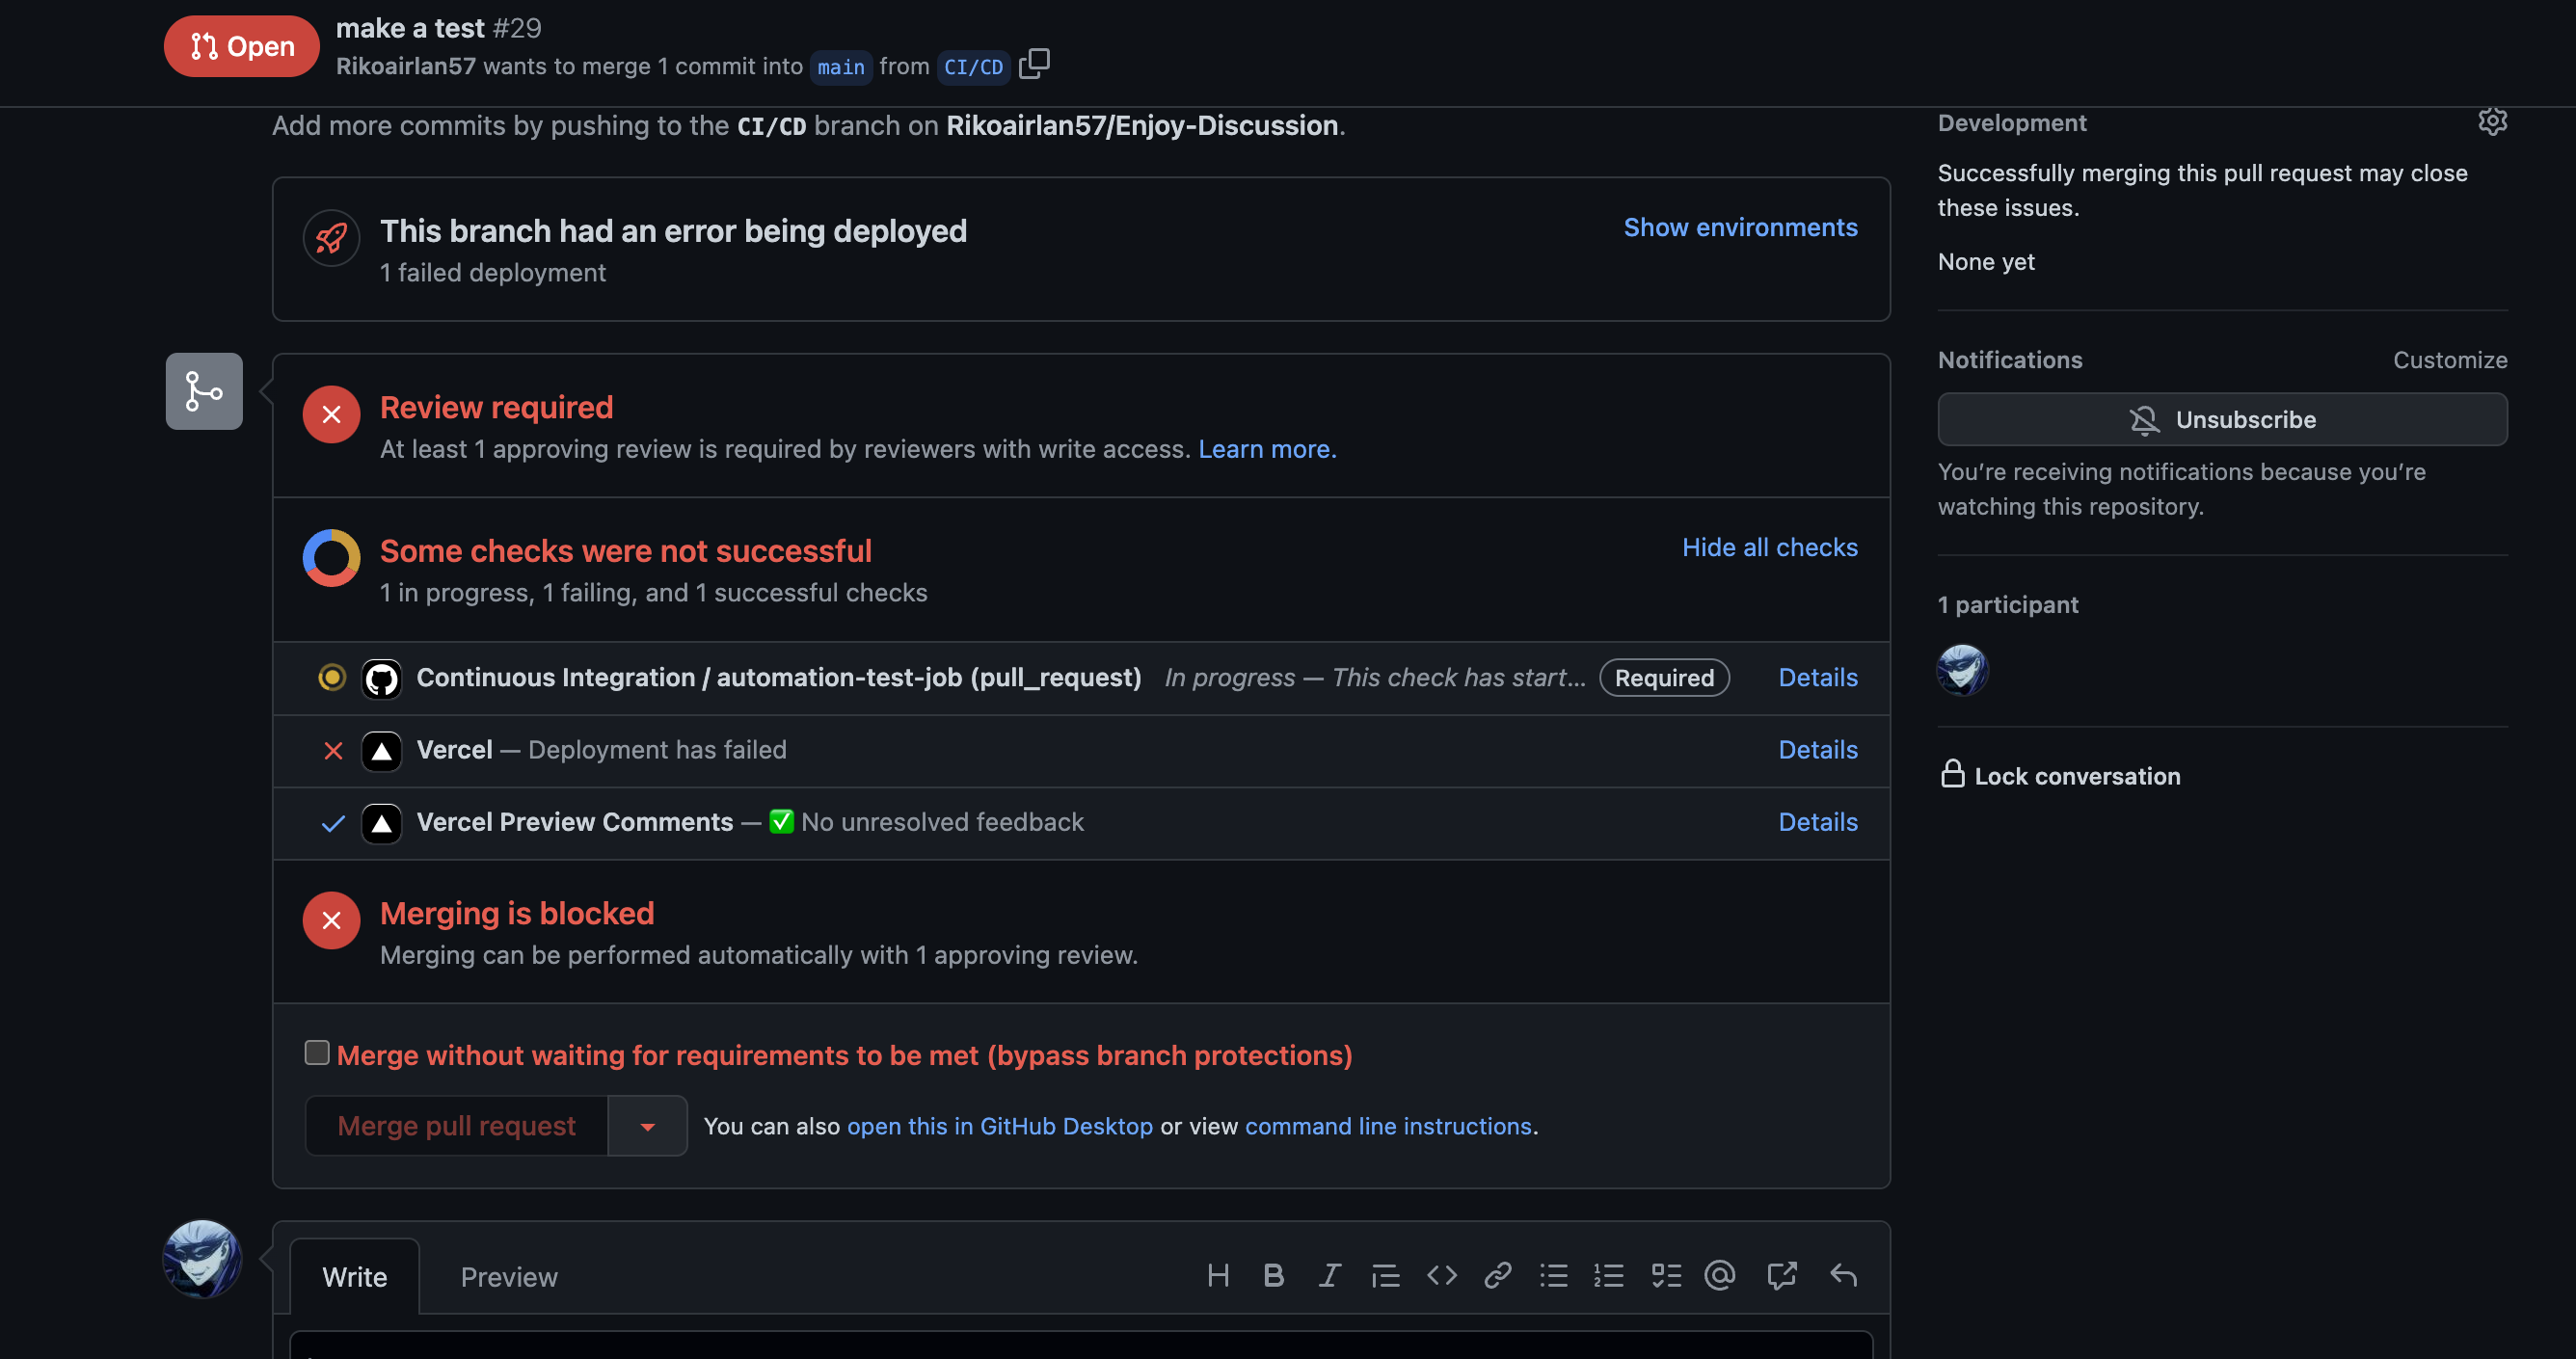 Open
make a test #29
Rikoairlan57 wants to merge 1 commit into main from CI/CD
Add more commits by pushing to the CI/CD branch on Rikoairlan57/Enjoy-Discussion.
This branch had an error being deployed
1 failed deployment
Show environments
Review required
At least 1 approving review is required by reviewers with write access. Learn more.
Some checks were not successful
1 in progress, 1 failing, and 1 successful checks
Hide all checks
Continuous Integration / automation-test-job (pull_request) In progress — This check has start... Required Details
Vercel — Deployment has failed Details
Vercel Preview Comments — ✅ No unresolved feedback Details
Merging is blocked
Merging can be performed automatically with 1 approving review.
Merge without waiting for requirements to be met (bypass branch protections)
Merge pull request
You can also open this in GitHub Desktop or view command line instructions.
Write Preview
Development
Successfully merging this pull request may close
these issues.
None yet
Notifications Customize
Unsubscribe
You’re receiving notifications because you’re
watching this repository.
1 participant
Lock conversation